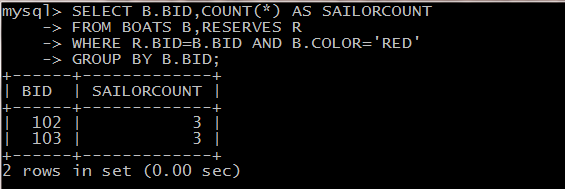 mysql> SELECT B.BID,COUNT(*) AS SAILORCOUNT
    -> FROM BOATS B,RESERVES R
    -> WHERE R.BID=B.BID AND B.COLOR='RED'
    -> GROUP BY B.BID;
+------+-------------+
| BID  | SAILORCOUNT |
+------+-------------+
|  102 |           3 |
|  103 |           3 |
+------+-------------+
2 rows in set (0.00 sec)